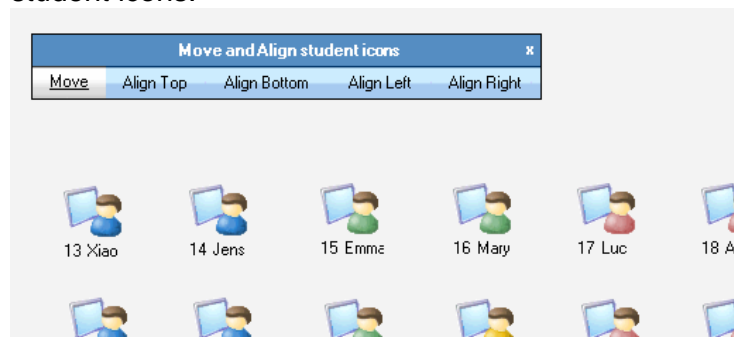 student icons.
Move and Align student icons x
Move Align Top Align Bottom Align Left Align Right
13 Xiao 14 Jens 15 Emma 16 Mary 17 Luc 18 A